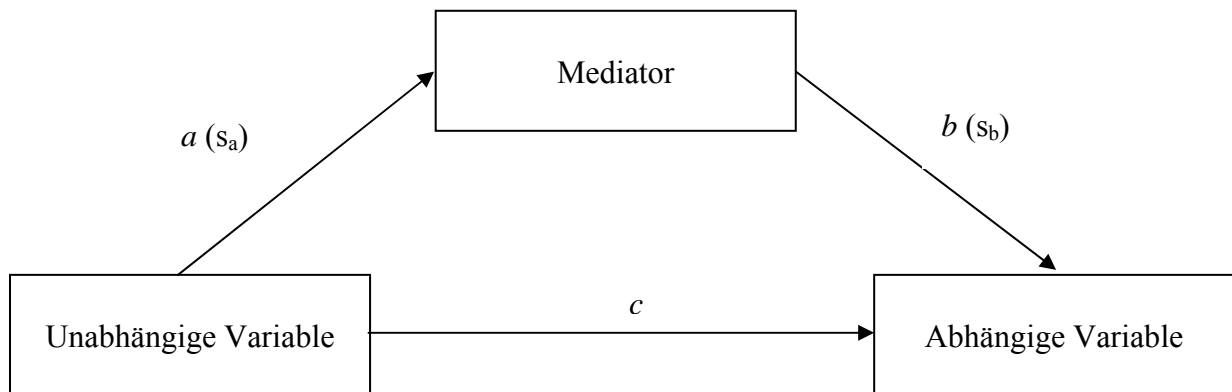 Mediator
a (sa)
b (sb)
c
Unabhängige Variable
Abhängige Variable